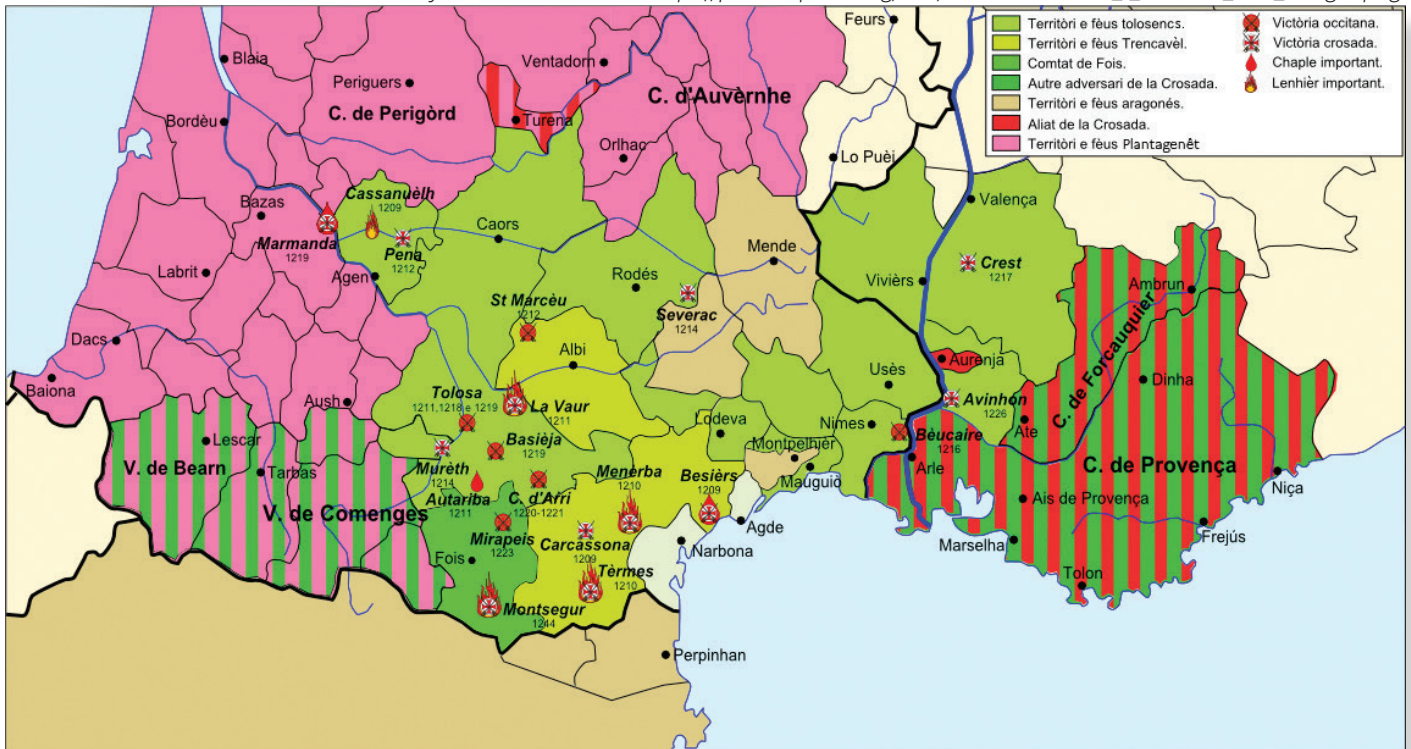 Feurs
Territòri e fèus tolosencs.
Territòri e fèus Trencavèl.
Comtat de Fois.
Autre adversari de la Crosada.
Territòri e fèus aragonés.
Aliat de la Crosada.
Territòri e fèus Plantagenêt
Victòria occitana.
Victòria crosada.
Chaple important.
Lenhièr important.
Blaia
Periguers
Ventadorn
C. d'Auvèrnhe
C. de Perigòrd
Bordèu
Turena
Orlhac
Lo Puèi
Valença
Cassanuèlh
1209
Bazas
Marmanda
1219
Pena
1212
Caors
Mende
Labrit
Agen
Rodés
Vivièrs
Crest
1217
Ambrun
St Marcèu
1212
Severac
1214
Dacs
Albi
Aurenja
C. de Forcauquier
Dinha
Baiona
Aush
Tolosa
1211,1218 e 1219
La Vaur
1211
Usès
Avinhon
1226
Ate
Lescar
V. de Bearn
Tarbas
Basièja
1219
Lodeva
Nimes
Bèucaire
1216
Montpelhièr
Mauguiò
Arle
C. de Provença
Niça
Murèth
1214
Menèrba
1210
Besièrs
1209
V. de Comenges
Autariba
1211
C. d'Arri
1220-1221
Agde
Ais de Provença
Frejús
Mirapeis
1223
Carcassona
1209
Narbona
Marselha
Fois
Tèrmes
1210
Tolon
Montsegur
1244
Perpinhan